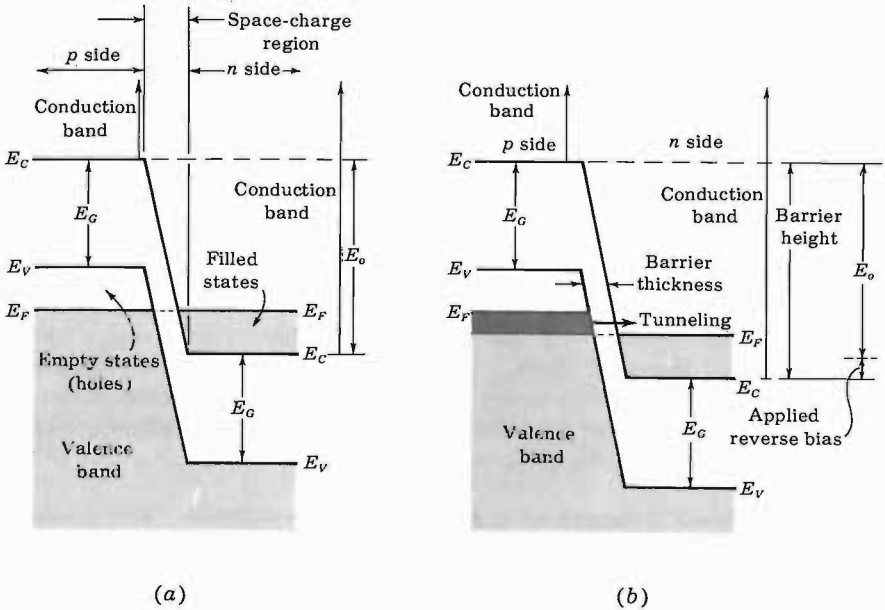 Space-charge
region
p side
n side
Conduction
band
E_C
E_G
Conduction
band
E_o
E_V
Filled
states
E_F
E_F
Empty states
(holes)
E_C
E_G
Valence
band
E_V
(a)
Conduction
band
p side
n side
E_C
Conduction
band
E_G
Barrier
height
E_o
E_V
Barrier
thickness
E_F
Tunneling
E_F
E_C
Applied
reverse bias
E_G
Valence
band
E_V
(b)